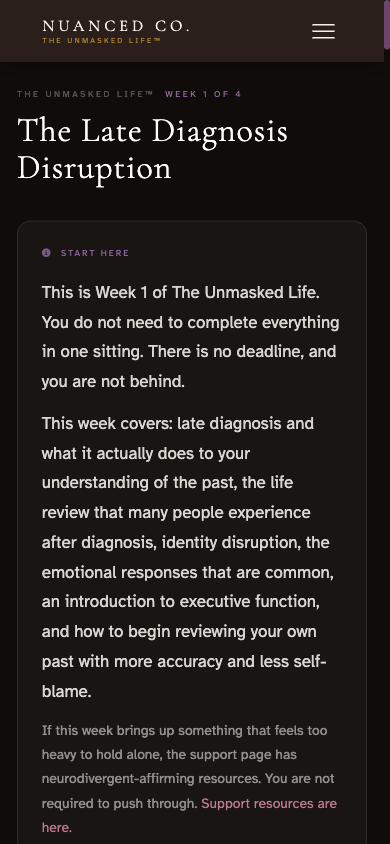 NUANCED CO.
THE UNMASKED LIFE™
THE UNMASKED LIFE™ WEEK 1 OF 4
The Late Diagnosis
Disruption
START HERE
This is Week 1 of The Unmasked Life.
You do not need to complete everything
in one sitting. There is no deadline, and
you are not behind.
This week covers: late diagnosis and
what it actually does to your
understanding of the past, the life
review that many people experience
after diagnosis, identity disruption, the
emotional responses that are common,
an introduction to executive function,
and how to begin reviewing your own
past with more accuracy and less self-
blame.
If this week brings up something that feels too
heavy to hold alone, the support page has
neurodivergent-affirming resources. You are not
required to push through. Support resources are
here.